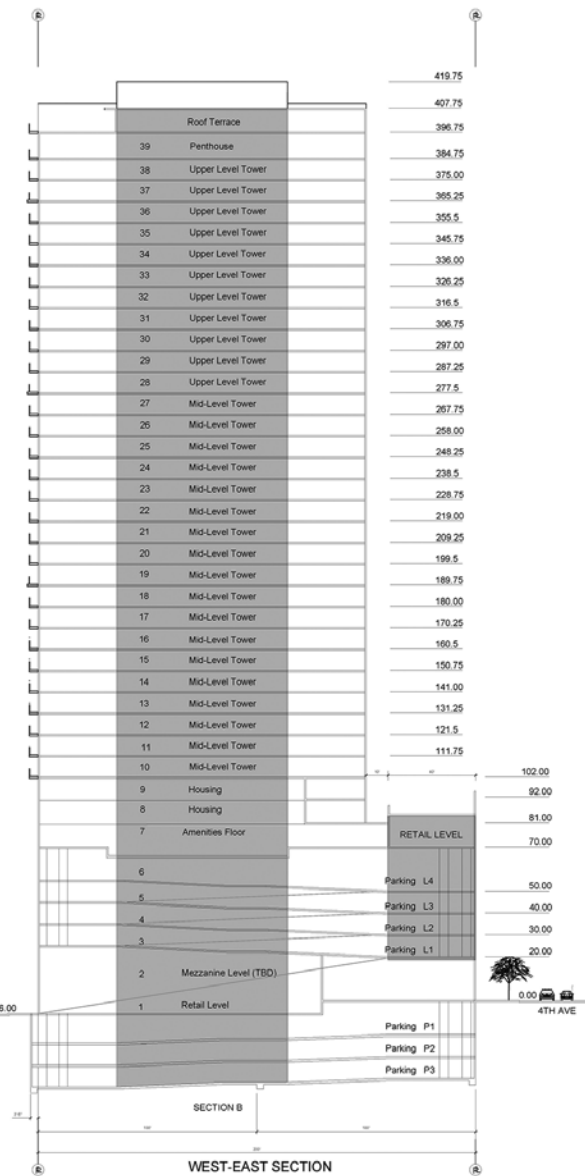 419.75
407.75
Roof Terrace
396.75
39 Penthouse
384.75
38 Upper Level Tower
375.00
37 Upper Level Tower
365.25
36 Upper Level Tower
355.5
35 Upper Level Tower
345.75
34 Upper Level Tower
336.00
33 Upper Level Tower
326.25
32 Upper Level Tower
316.5
31 Upper Level Tower
306.75
30 Upper Level Tower
297.00
29 Upper Level Tower
287.25
28 Upper Level Tower
277.5
27 Mid-Level Tower
267.75
26 Mid-Level Tower
258.00
25 Mid-Level Tower
248.25
24 Mid-Level Tower
238.5
23 Mid-Level Tower
228.75
22 Mid-Level Tower
219.00
21 Mid-Level Tower
209.25
20 Mid-Level Tower
199.5
19 Mid-Level Tower
189.75
18 Mid-Level Tower
180.00
17 Mid-Level Tower
170.25
16 Mid-Level Tower
160.5
15 Mid-Level Tower
150.75
14 Mid-Level Tower
141.00
13 Mid-Level Tower
131.25
12 Mid-Level Tower
121.5
11 Mid-Level Tower
111.75
10 Mid-Level Tower
102.00
9 Housing
92.00
8 Housing
81.00
7 Amenities Floor
RETAIL LEVEL
70.00
6
Parking L4
50.00
5
Parking L3
40.00
4
Parking L2
30.00
3
Parking L1
20.00
2 Mezzanine Level (TBD)
0.00
1 Retail Level
6.00
4TH AVE
Parking P1
Parking P2
Parking P3
SECTION B
WEST-EAST SECTION